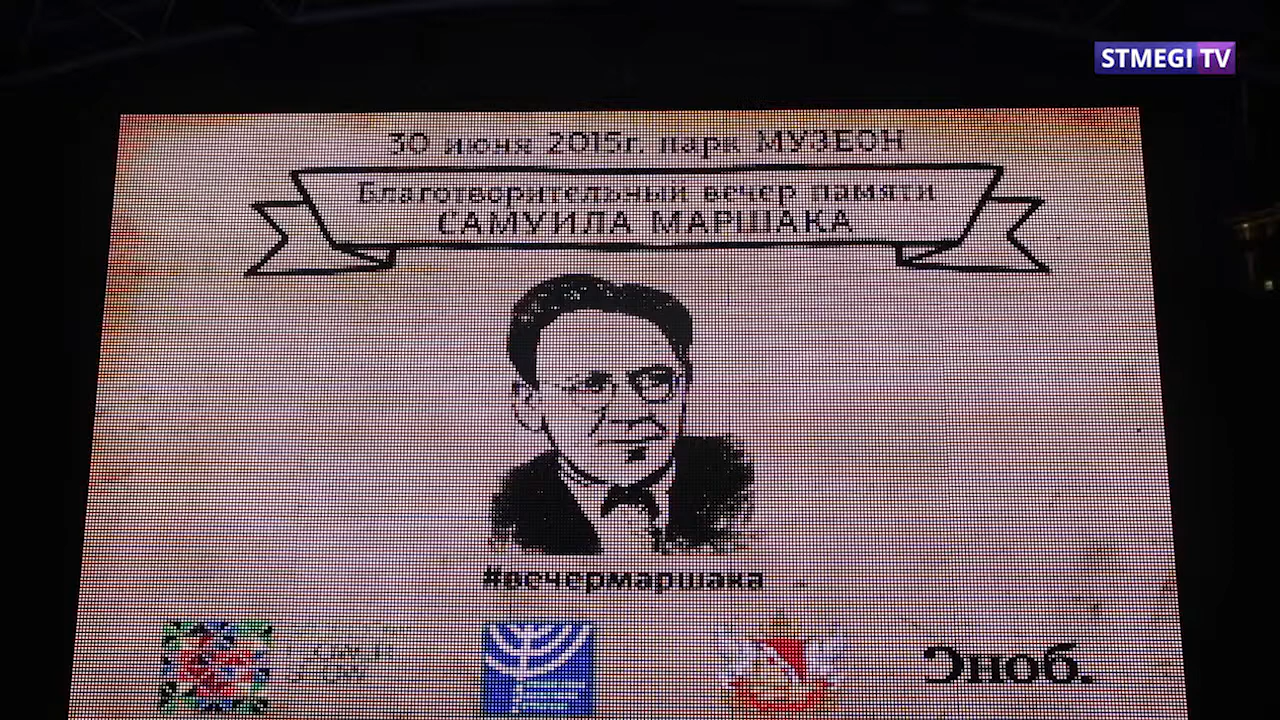 STMEGI TV
30 июня 2015г. парк МУЗЕОН
Благотворительный вечер памяти
САМУИЛА МАРШАКА
#вечермаршака
Сноб.